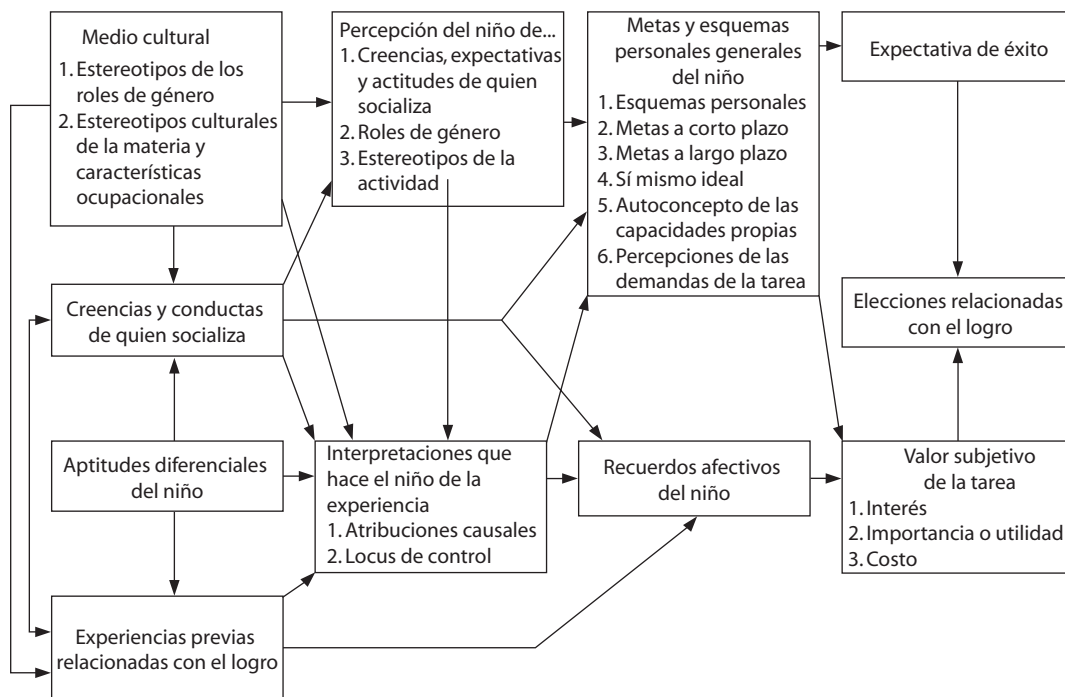 Medio cultural
1. Estereotipos de los
roles de género
2. Estereotipos culturales
de la materia y
características
ocupacionales
Percepción del niño de...
1. Creencias, expectativas
y actitudes de quien
socializa
2. Roles de género
3. Estereotipos de la
actividad
Metas y esquemas
personales generales
del niño
1. Esquemas personales
2. Metas a corto plazo
3. Metas a largo plazo
4. Sí mismo ideal
5. Autoconcepto de las
capacidades propias
6. Percepciones de las
demandas de la tarea
Expectativa de éxito
Creencias y conductas
de quien socializa
Elecciones relacionadas
con el logro
Aptitudes diferenciales
del niño
Interpretaciones que
hace el niño de la
experiencia
1. Atribuciones causales
2. Locus de control
Recuerdos afectivos
del niño
Valor subjetivo
de la tarea
1. Interés
2. Importancia o utilidad
3. Costo
Experiencias previas
relacionadas con el logro